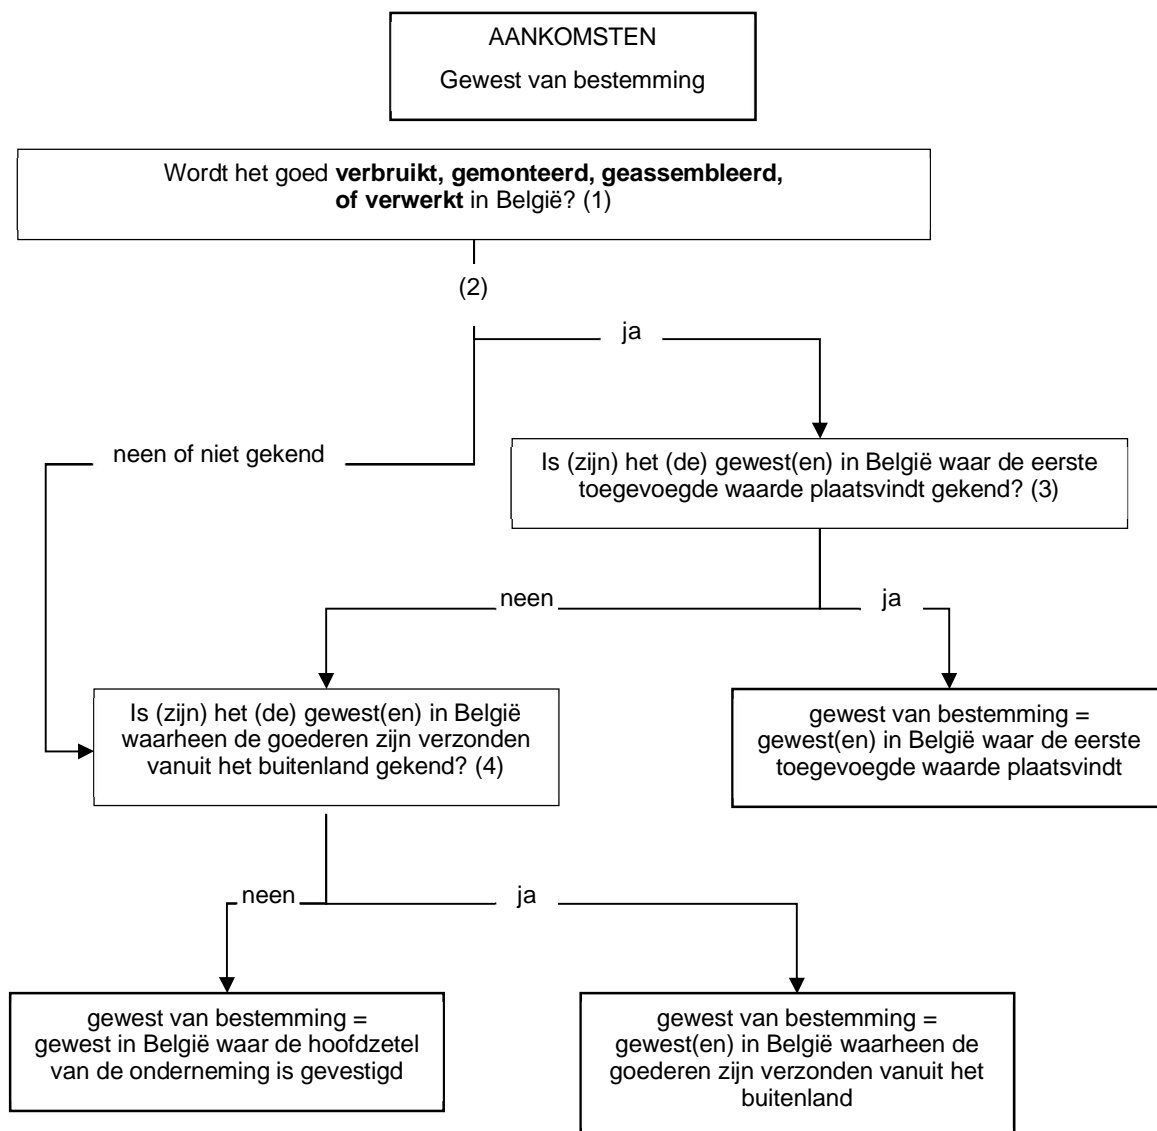 AANKOMSTEN
Gewest van bestemming
Wordt het goed verbruikt, gemonteerd, geassembleerd,
of verwerkt in België? (1)
(2)
ja
neen of niet gekend
Is (zijn) het (de) gewest(en) in België waar de eerste
toegevoegde waarde plaatsvindt gekend? (3)
neen
ja
Is (zijn) het (de) gewest(en) in België
waarheen de goederen zijn verzonden
vanuit het buitenland gekend? (4)
gewest van bestemming =
gewest(en) in België waar de eerste
toegevoegde waarde plaatsvindt
neen
ja
gewest van bestemming =
gewest in België waar de hoofdzetel
van de onderneming is gevestigd
gewest van bestemming =
gewest(en) in België waarheen de
goederen zijn verzonden vanuit het
buitenland